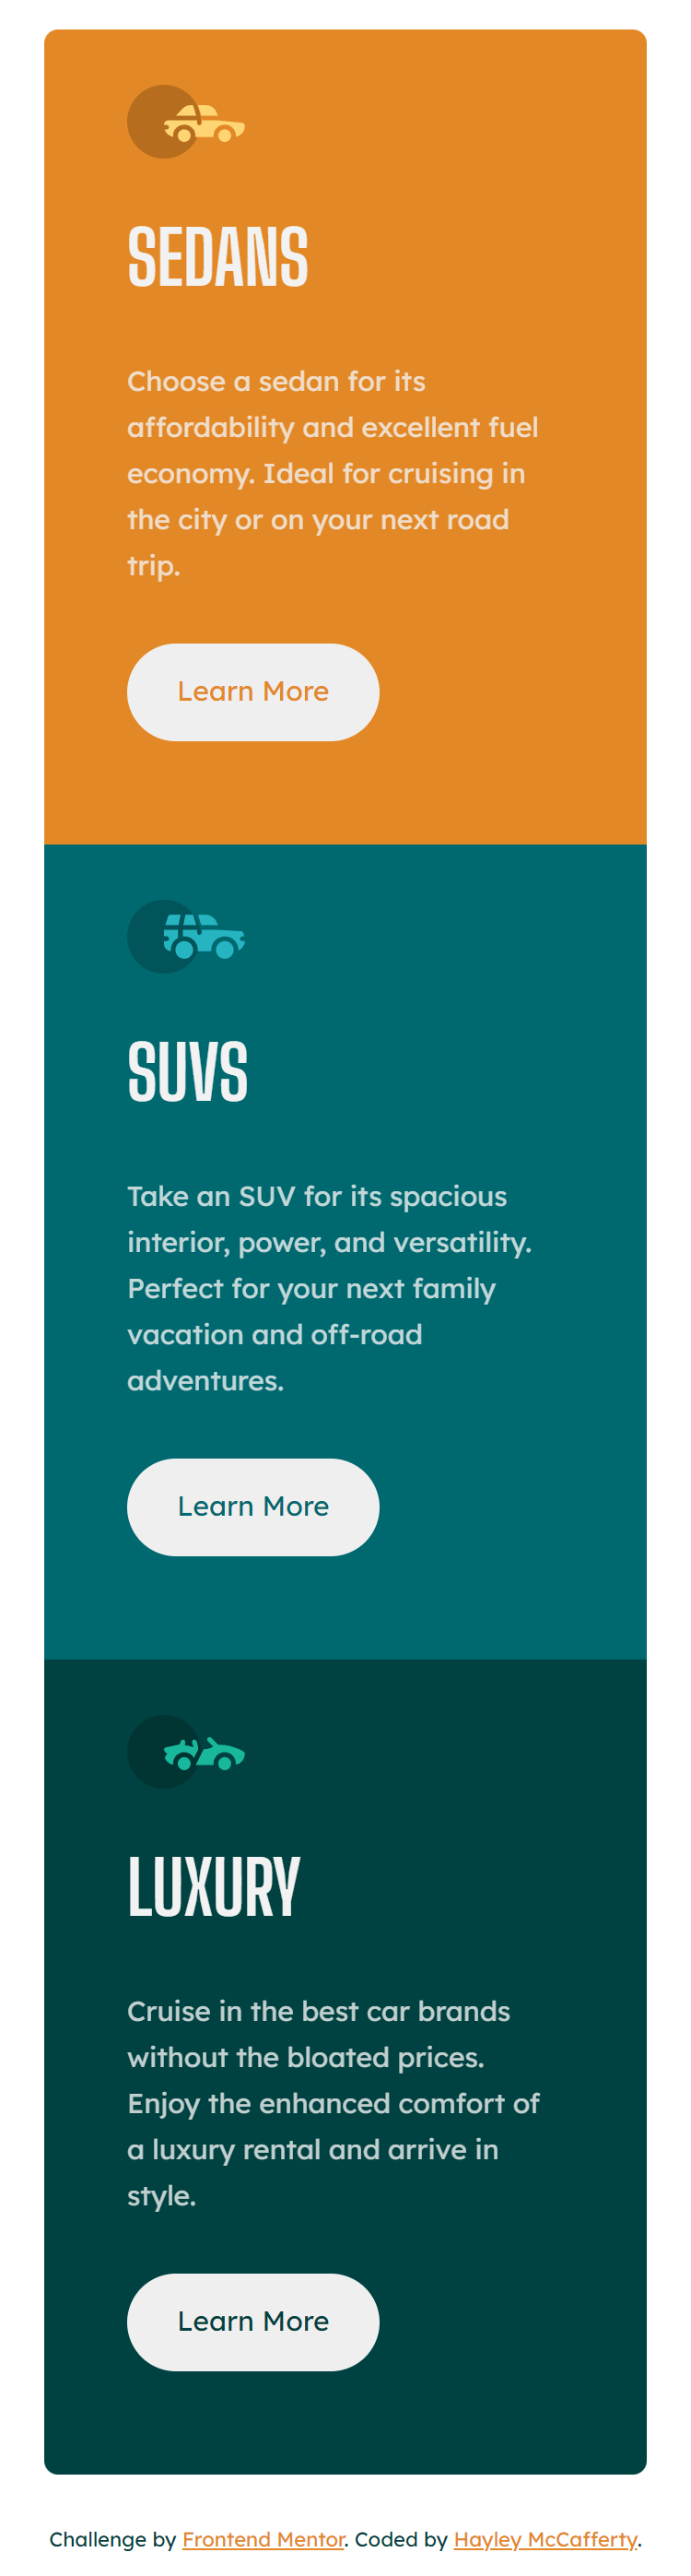 SEDANS
Choose a sedan for its
affordability and excellent fuel
economy. Ideal for cruising in
the city or on your next road
trip.
Learn More
SUVS
Take an SUV for its spacious
interior, power, and versatility.
Perfect for your next family
vacation and off-road
adventures.
Learn More
LUXURY
Cruise in the best car brands
without the bloated prices.
Enjoy the enhanced comfort of
a luxury rental and arrive in
style.
Learn More
Challenge by Frontend Mentor. Coded by Hayley McCafferty.